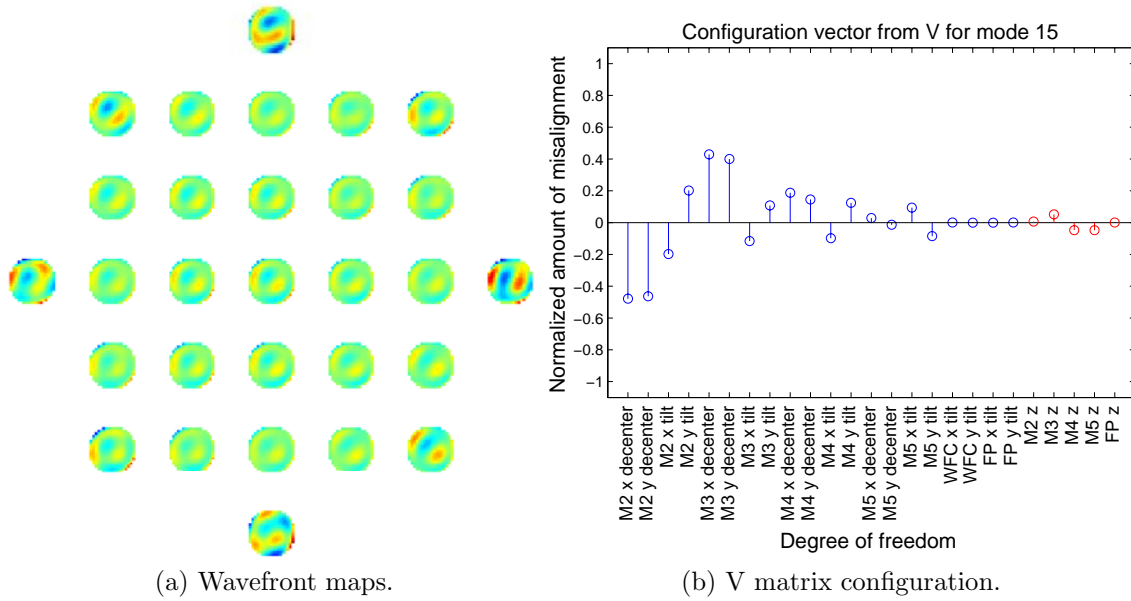 Configuration vector from V for mode 15
Normalized amount of misalignment
1
0.8
0.6
0.4
0.2
0
−0.2
−0.4
−0.6
−0.8
−1
M2 x decenter
M2 y decenter
M2 x tilt
M2 y tilt
M3 x decenter
M3 y decenter
M3 x tilt
M3 y tilt
M4 x decenter
M4 y decenter
M4 x tilt
M4 y tilt
M5 x decenter
M5 y decenter
M5 x tilt
M5 y tilt
WFC x tilt
WFC y tilt
FP x tilt
FP y tilt
M2 z
M3 z
M4 z
M5 z
FP z
Degree of freedom
(a) Wavefront maps.
(b) V matrix configuration.